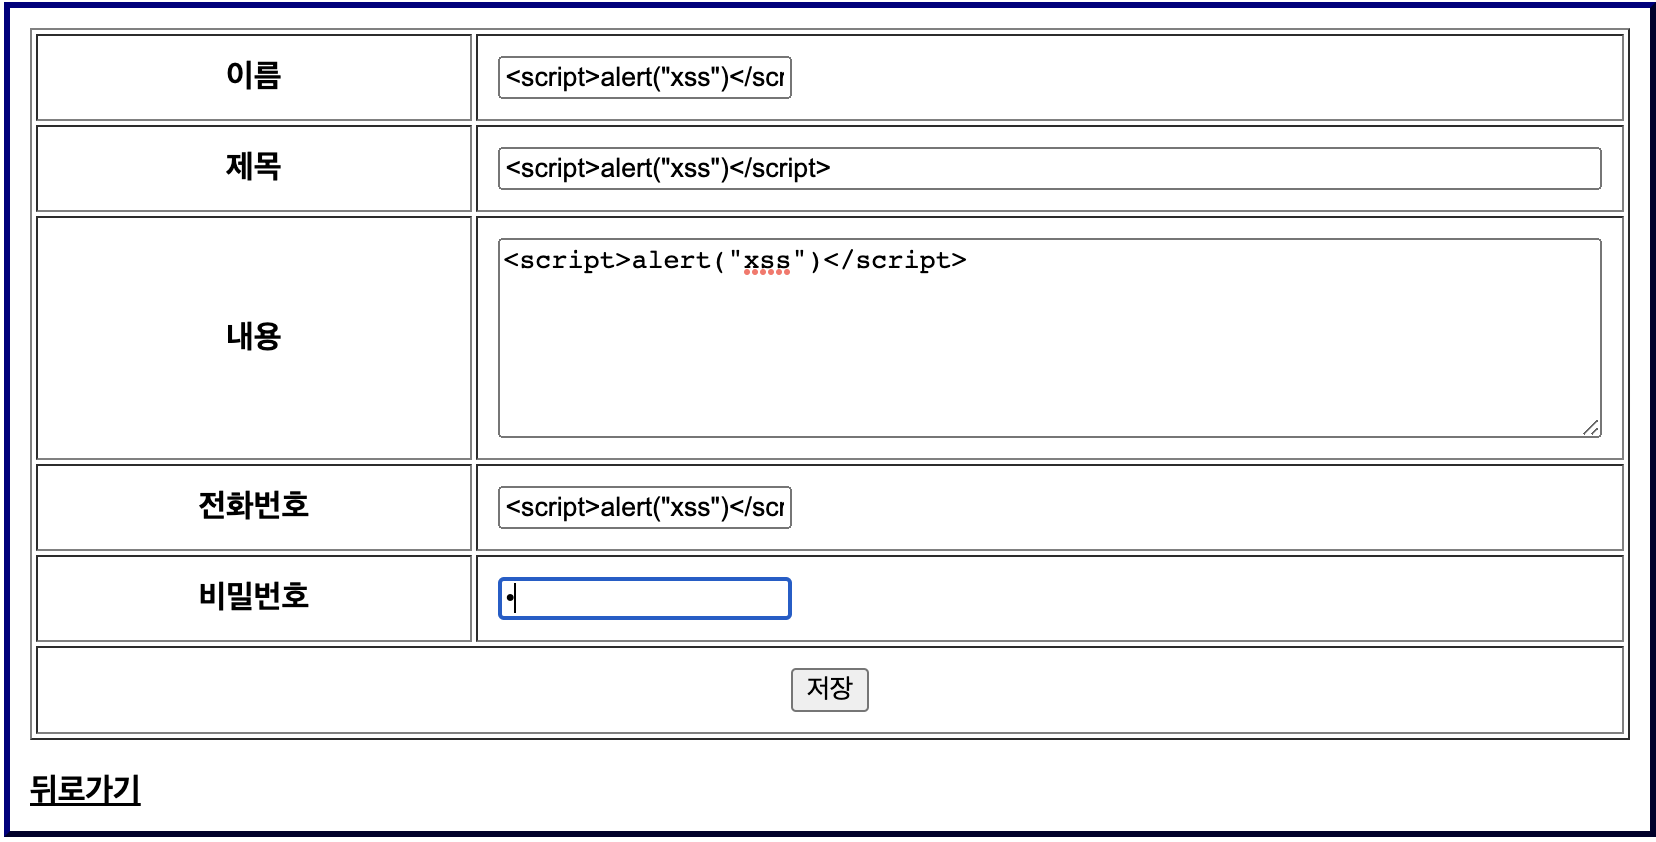 이름
<script>alert("xss")</scr
제목
<script>alert("xss")</script>
내용
<script>alert("xss")</script>
전화번호
<script>alert("xss")</scr
비밀번호
•
저장
뒤로가기